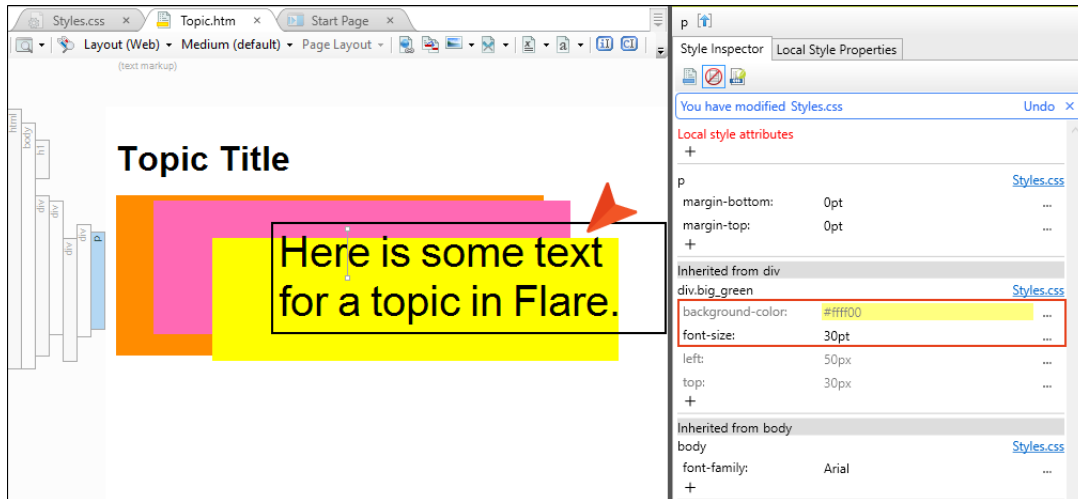 Styles.css × Topic.htm × Start Page ×
Layout (Web) Medium (default) Page Layout
(text markup)
html
body
h1
div
div
div
div
p
Topic Title
Here is some text
for a topic in Flare.
p
Style Inspector Local Style Properties
You have modified Styles.css Undo ×
Local style attributes
+
p Styles.css
margin-bottom: 0pt ...
margin-top: 0pt ...
+
Inherited from div
div.big_green Styles.css
background-color: #ffff00 ...
font-size: 30pt ...
left: 50px ...
top: 30px ...
+
Inherited from body
body Styles.css
font-family: Arial ...
+